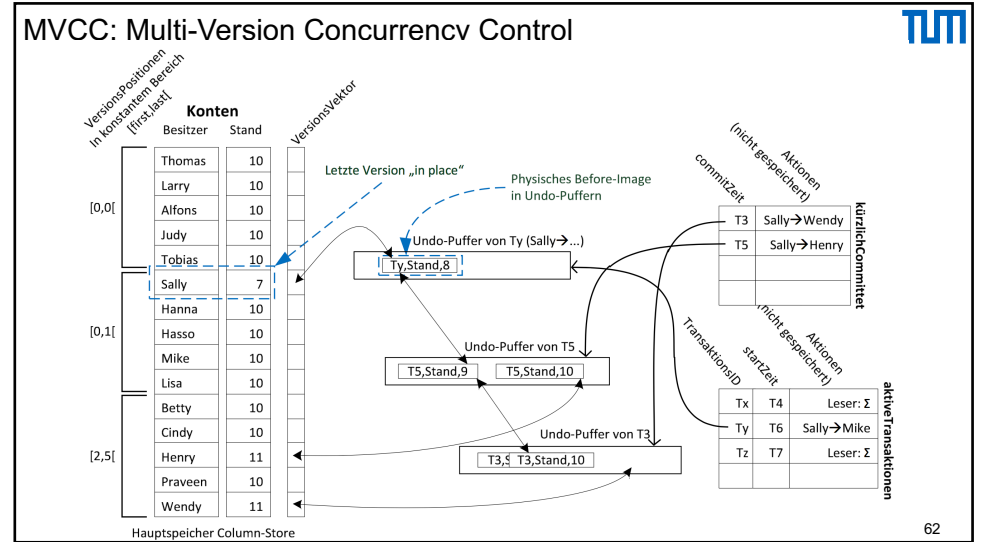 MVCC: Multi-Version Concurrency Control
TUM
VersionsPositionen
In konstantem Bereich
[first,last[
Konten
Besitzer Stand
VersionsVektor
Thomas 10
Larry 10
[0,0[ Alfons 10
Judy 10
Tobias 10
Sally 7
Hanna 10
[0,1[ Hasso 10
Mike 10
Lisa 10
Betty 10
Cindy 10
[2,5[ Henry 11
Praveen 10
Wendy 11
Hauptspeicher Column-Store
Letzte Version „in place“
Physisches Before-Image
in Undo-Puffern
Undo-Puffer von Ty (Sally→...)
Ty,Stand,8
Undo-Puffer von T5
T5,Stand,9 T5,Stand,10
Undo-Puffer von T3
T3,S T3,Stand,10
commitZeit
Aktionen
(nicht gespeichert)
T3 Sally→Wendy
T5 Sally→Henry
kürzlichCommittet
TransaktionsID
startZeit
Aktionen
(nicht gespeichert)
Tx T4 Leser: Σ
Ty T6 Sally→Mike
Tz T7 Leser: Σ
aktiveTransaktionen
62